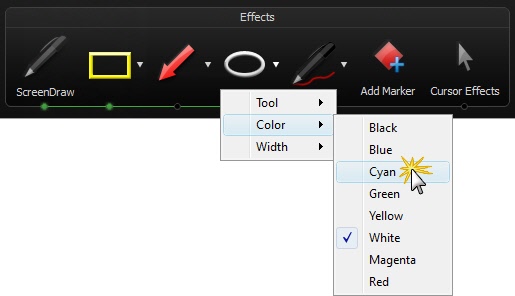 Effects
ScreenDraw
Add Marker
Cursor Effects
Tool
Color
Width
Black
Blue
Cyan
Green
Yellow
White
Magenta
Red